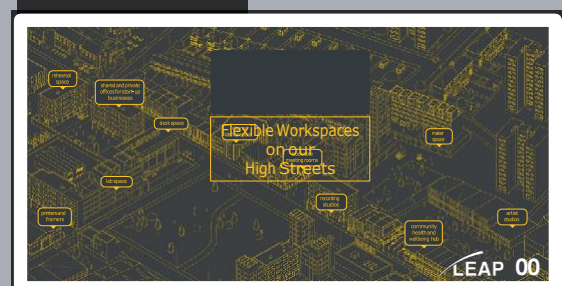 rehearsal
space
shared and private
offices for start-up
businesses
desk space
Flexible Workspaces
on our
High Streets
meeting rooms
maker
space
lab space
recording
studios
printers and
framers
artist
studios
community
health and
wellbeing hub
LEAP 00